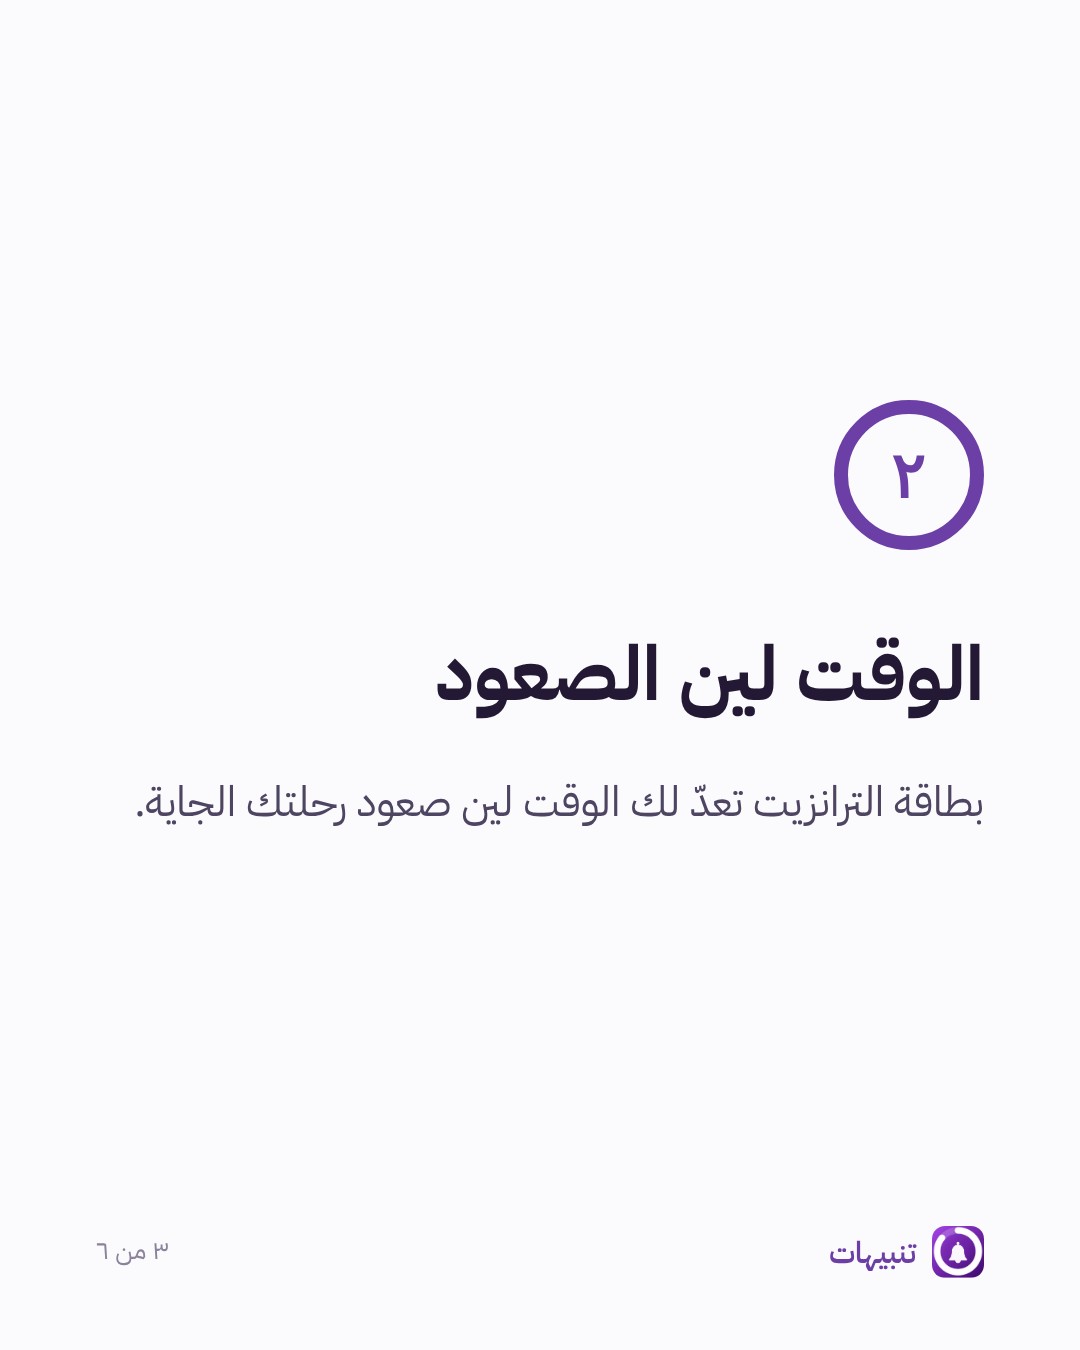 ٢
الوقت لين الصعود
بطاقة الترانزيت تعدّ لك الوقت لين صعود رحلتك الجاية.
تنبيهات
٣ من ٦